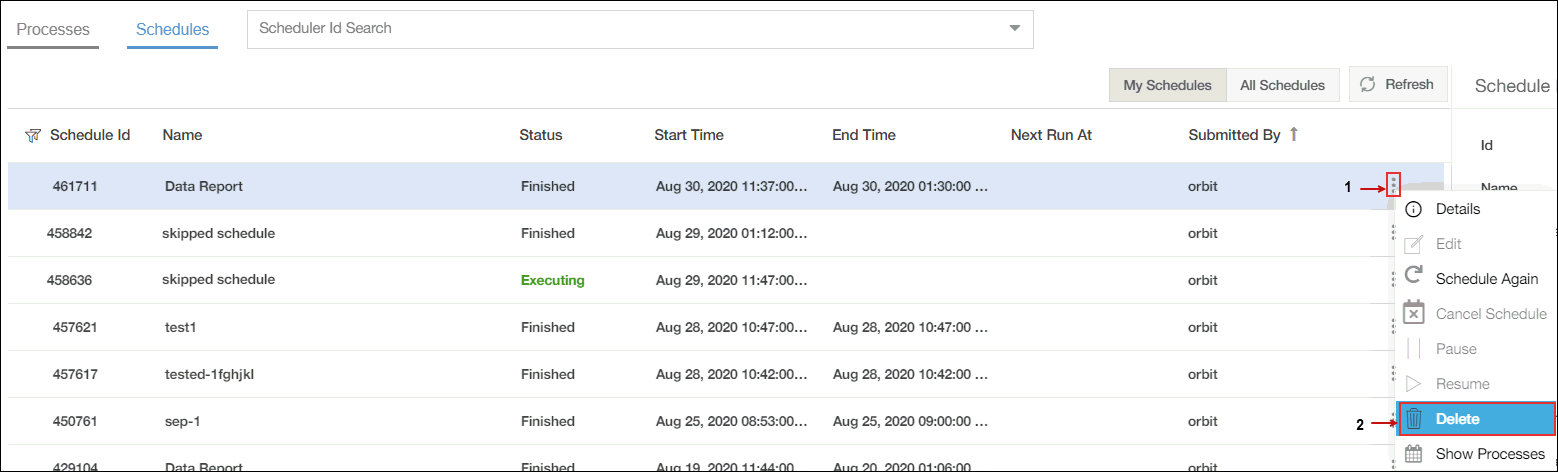 Processes Schedules Scheduler Id Search
My Schedules All Schedules Refresh Schedule
Schedule Id Name Status Start Time End Time Next Run At Submitted By
Id
461711 Data Report Finished Aug 30, 2020 11:37:00... Aug 30, 2020 01:30:00 ... orbit 1
Name
Details
458842 skipped schedule Finished Aug 29, 2020 01:12:00... orbit
Edit
458636 skipped schedule Executing Aug 29, 2020 11:47:00... orbit
Schedule Again
Cancel Schedule
457621 test1 Finished Aug 28, 2020 10:47:00... Aug 28, 2020 10:47:00 ... orbit
Pause
457617 tested-1fghjkl Finished Aug 28, 2020 10:42:00... Aug 28, 2020 10:42:00 ... orbit
Resume
450761 sep-1 Finished Aug 25, 2020 08:53:00... Aug 25, 2020 09:00:00 ... orbit
2 Delete
Show Processes
429104 Data Report Finished Aug 19, 2020 11:44:00 Aug 20, 2020 01:06:00 orbit